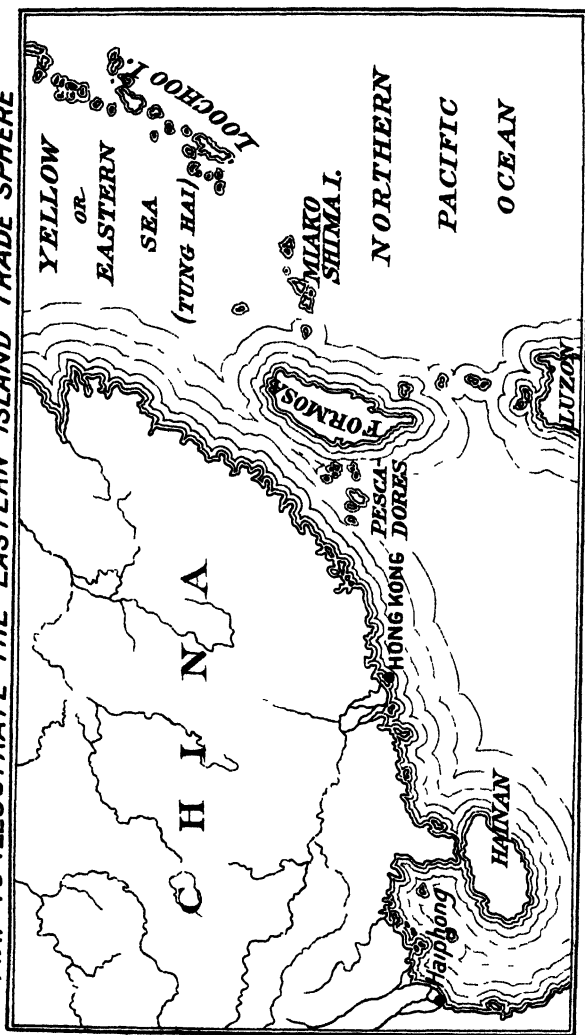 MAP TO ILLUSTRATE THE EASTERN ISLAND TRADE SPHERE
YELLOW
OR
EASTERN
SEA
(TUNG HAI)
LOOCHOO I.
CHINA
MIAKO
SHIMA I.
FORMOSA
NORTHERN
PACIFIC
OCEAN
PESCA-
DORES
HONG KONG
Haiphong
HAINAN
LUZON